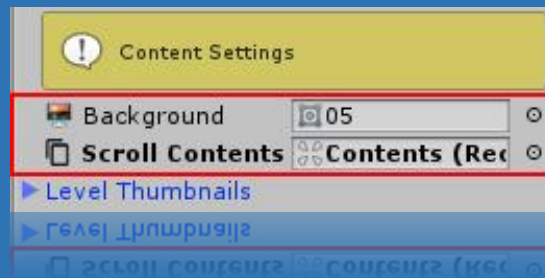 Content Settings
Background 05
Scroll Contents Contents (Rec
Level Thumbnails